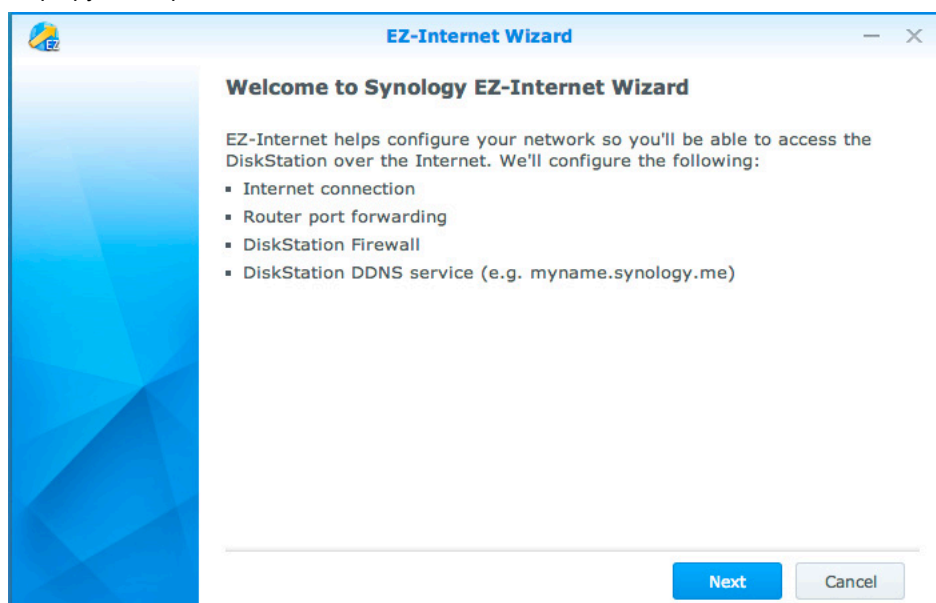 EZ
EZ-Internet Wizard
Welcome to Synology EZ-Internet Wizard
EZ-Internet helps configure your network so you'll be able to access the
DiskStation over the Internet. We'll configure the following:
▪ Internet connection
▪ Router port forwarding
▪ DiskStation Firewall
▪ DiskStation DDNS service (e.g. myname.synology.me)
Next
Cancel